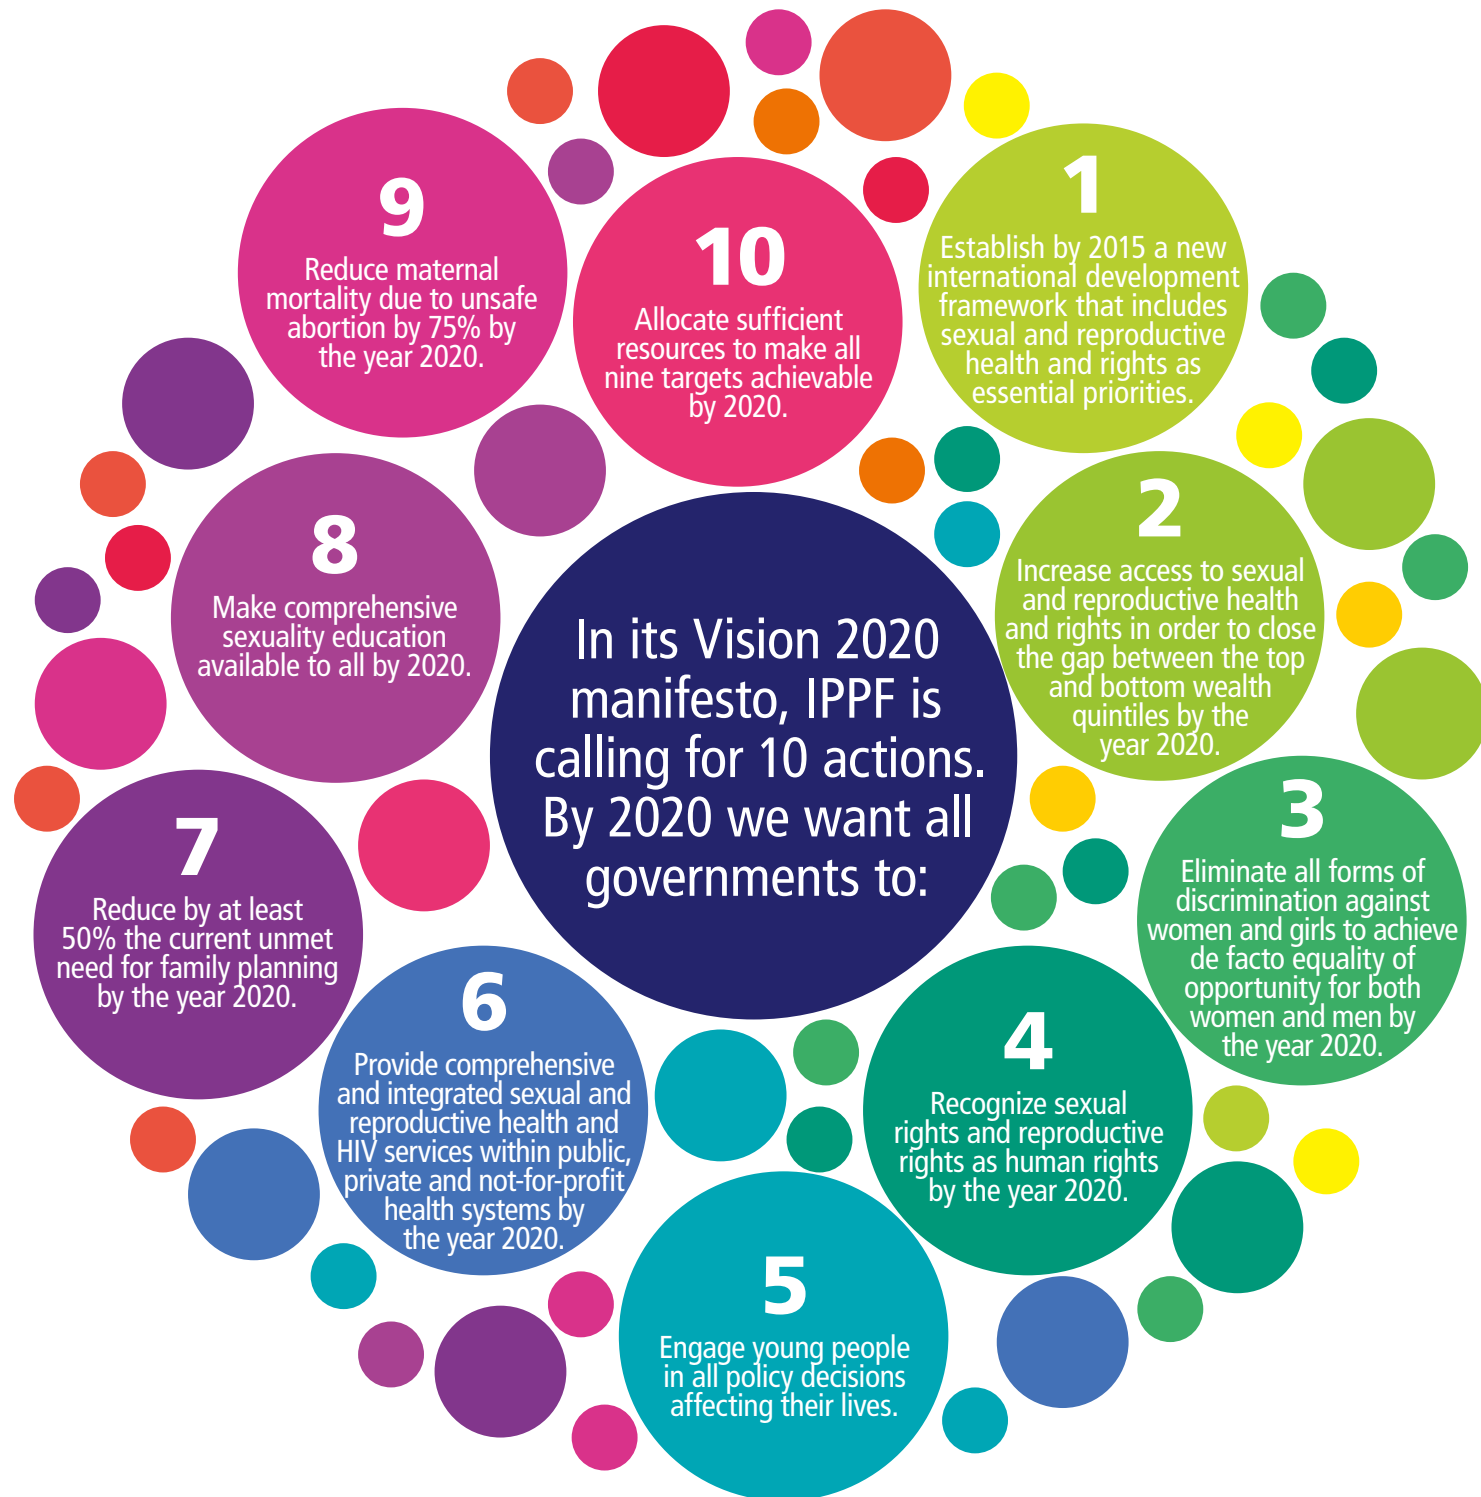 In its Vision 2020
manifesto, IPPF is
calling for 10 actions.
By 2020 we want all
governments to:
1
Establish by 2015 a new
international development
framework that includes
sexual and reproductive
health and rights as
essential priorities.
2
Increase access to sexual
and reproductive health
and rights in order to close
the gap between the top
and bottom wealth
quintiles by the
year 2020.
3
Eliminate all forms of
discrimination against
women and girls to achieve
de facto equality of
opportunity for both
women and men by
the year 2020.
4
Recognize sexual
rights and reproductive
rights as human rights
by the year 2020.
5
Engage young people
in all policy decisions
affecting their lives.
6
Provide comprehensive
and integrated sexual and
reproductive health and
HIV services within public,
private and not-for-profit
health systems by
the year 2020.
7
Reduce by at least
50% the current unmet
need for family planning
by the year 2020.
8
Make comprehensive
sexuality education
available to all by 2020.
9
Reduce maternal
mortality due to unsafe
abortion by 75% by
the year 2020.
10
Allocate sufficient
resources to make all
nine targets achievable
by 2020.